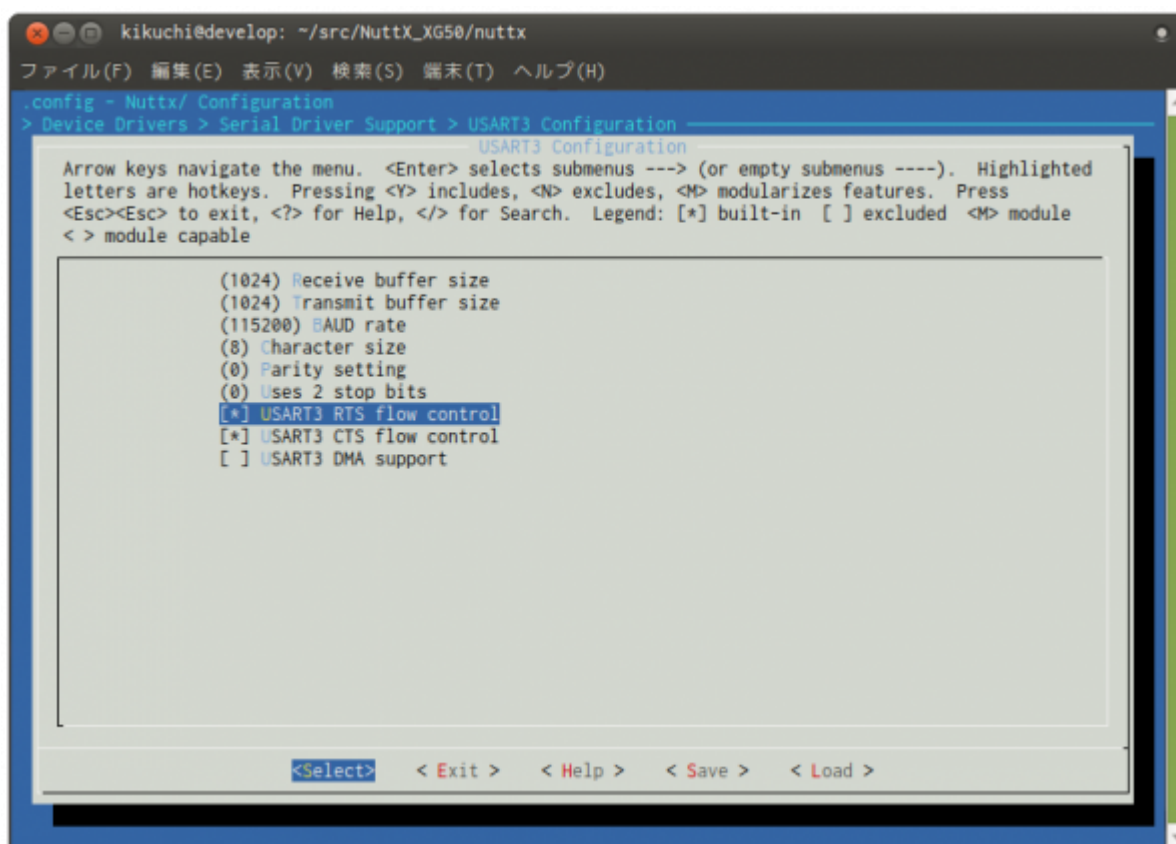 kikuchi@develop: ~/src/NuttX_XG50/nuttx
ファイル(F) 編集(E) 表示(V) 検索(S) 端末(T) ヘルプ(H)
.config - Nuttx/ Configuration
> Device Drivers > Serial Driver Support > USART3 Configuration
USART3 Configuration
Arrow keys navigate the menu. <Enter> selects submenus ---> (or empty submenus ----). Highlighted
letters are hotkeys. Pressing <Y> includes, <N> excludes, <M> modularizes features. Press
<Esc><Esc> to exit, <?> for Help, </> for Search. Legend: [*] built-in [ ] excluded <M> module
< > module capable
(1024) Receive buffer size
(1024) Transmit buffer size
(115200) BAUD rate
(8) Character size
(0) Parity setting
(0) Uses 2 stop bits
[*] USART3 RTS flow control
[*] USART3 CTS flow control
[ ] USART3 DMA support
<Select> < Exit > < Help > < Save > < Load >